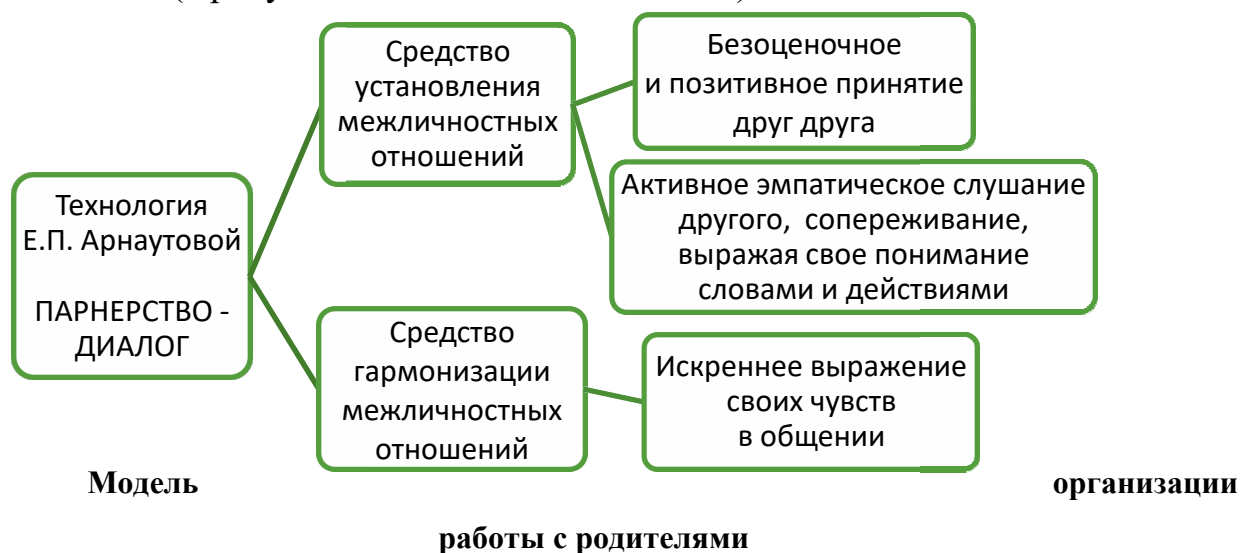 Средство
установления
межличностных
отношений
Безоценочное
и позитивное принятие
друг друга
Активное эмпатическое слушание
другого, сопереживание,
выражая свое понимание
словами и действиями
Технология
Е.П. Арнаутовой
ПАРНЕРСТВО -
ДИАЛОГ
Средство
гармонизации
межличностных
отношений
Искреннее выражение
своих чувств
в общении
Модель организации
работы с родителями